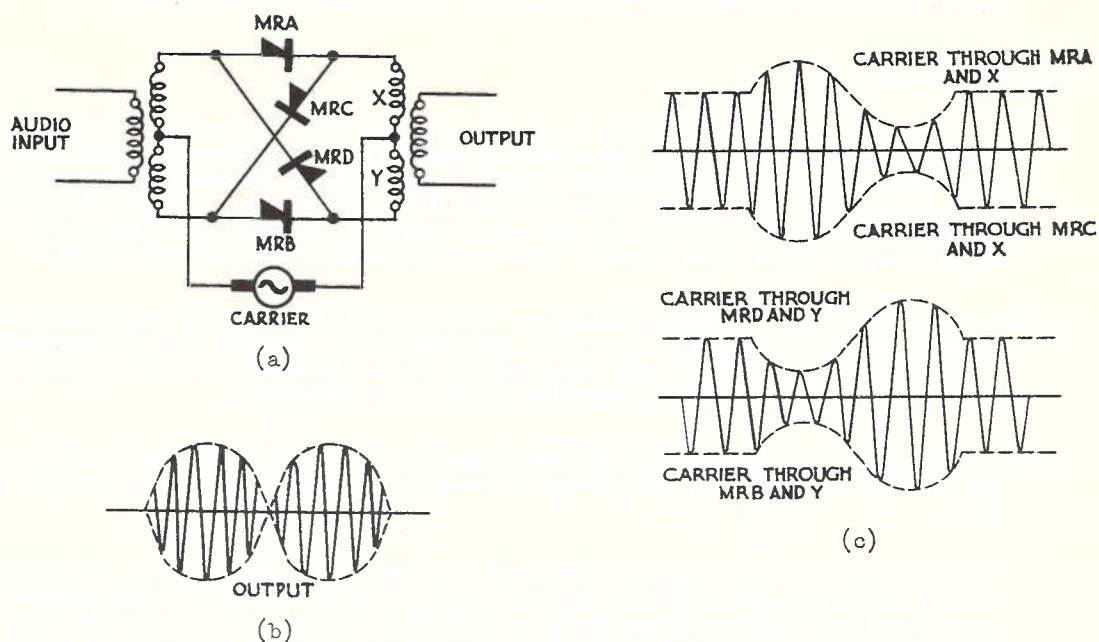 MRA
MRC
MRD
MRB
X
Y
AUDIO
INPUT
OUTPUT
CARRIER
(a)
OUTPUT
(b)
CARRIER THROUGH MRA
AND X
CARRIER THROUGH MRC
AND X
CARRIER THROUGH
MRD AND Y
CARRIER THROUGH
MRB AND Y
(c)